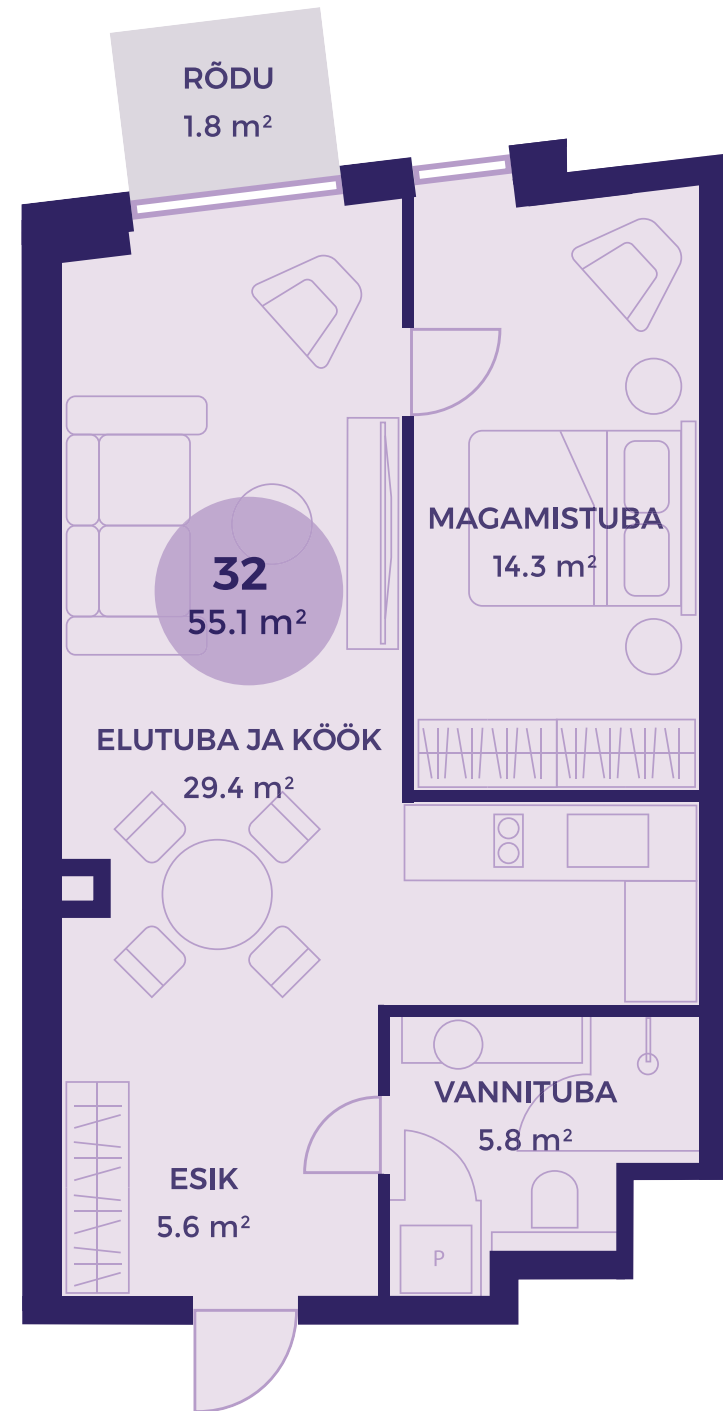 RÕDU
1.8 m²
MAGAMISTUBA
14.3 m²
32
55.1 m²
ELUTUBA JA KÖÖK
29.4 m²
VANNITUBA
5.8 m²
ESIK
5.6 m²
P